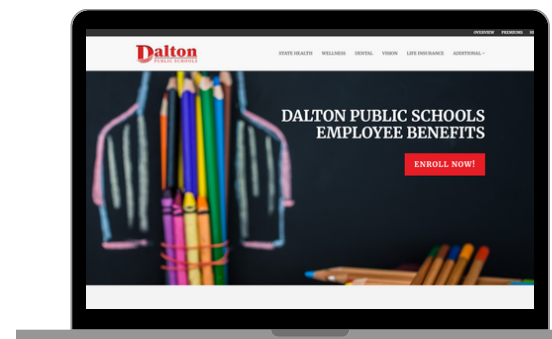 OVERVIEW PREMIUMS
Dalton
PUBLIC SCHOOLS
STATE HEALTH WELLNESS DENTAL VISION LIFE INSURANCE ADDITIONAL
DALTON PUBLIC SCHOOLS
EMPLOYEE BENEFITS
ENROLL NOW!